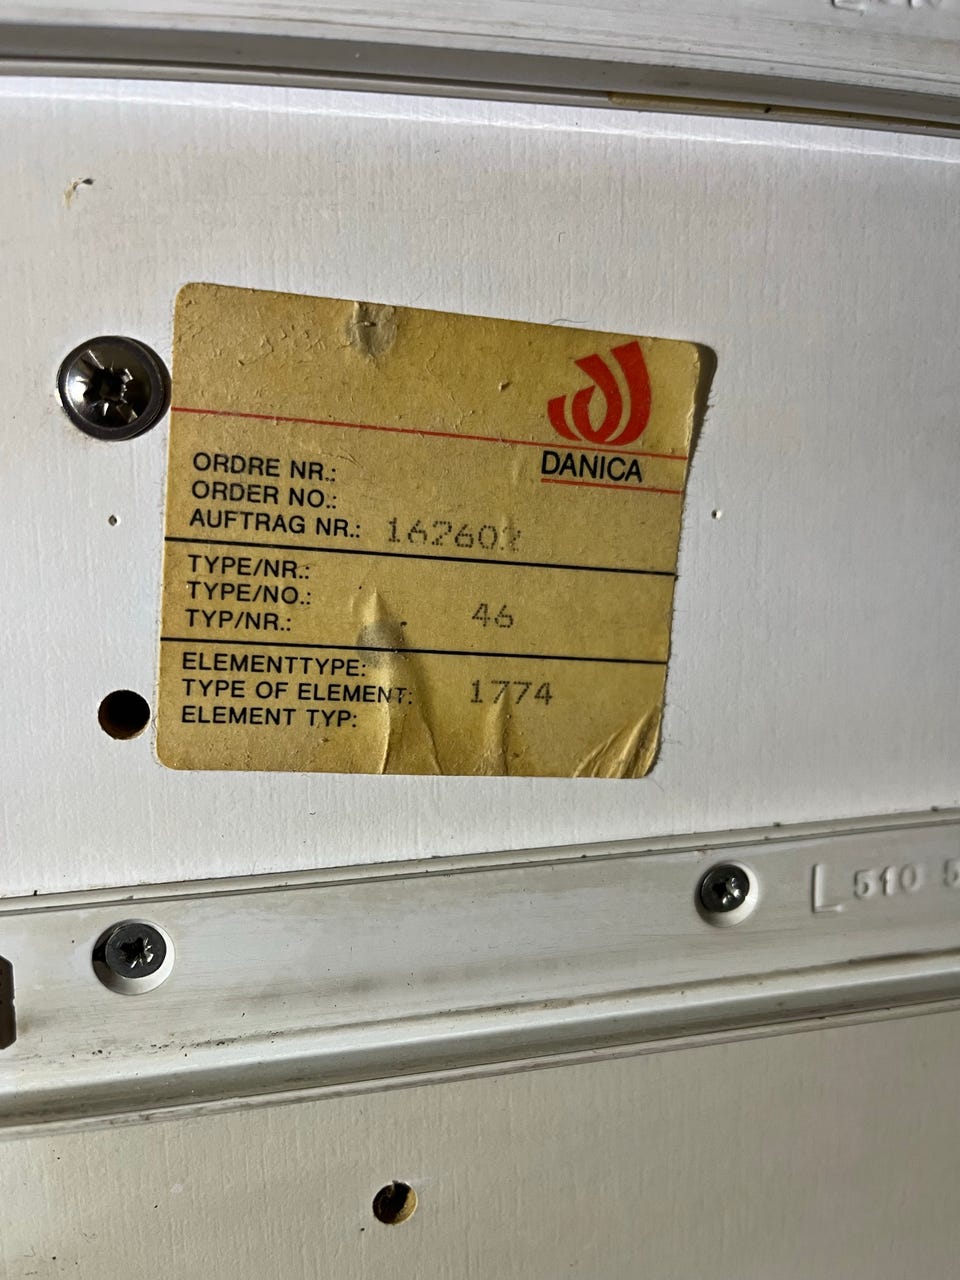 DANICA
ORDRE NR.:
ORDER NO.:
AUFTRAG NR.:
TYPE/NR.:
TYPE/NO.: 46
TYP/NR.:
ELEMENTTYPE:
TYPE OF ELEMENT: 1774
ELEMENT TYP:
L 510